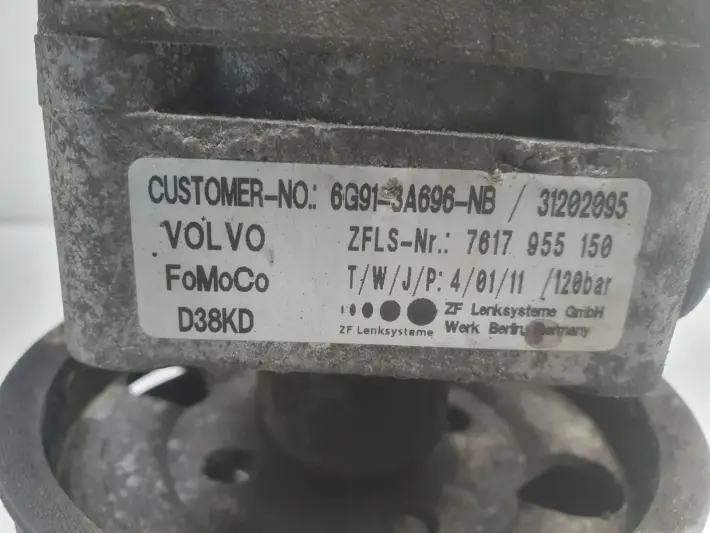 CUSTOMER-NO.: 6G91-3A696-NB / 31202095
VOLVO ZFLS-Nr.: 7617 955 150
FoMoCo T/W/J/P: 4/01/11 /120bar
D38KD ZF Lenksysteme ZF Lenksysteme GmbH
Werk Berlin, Germany